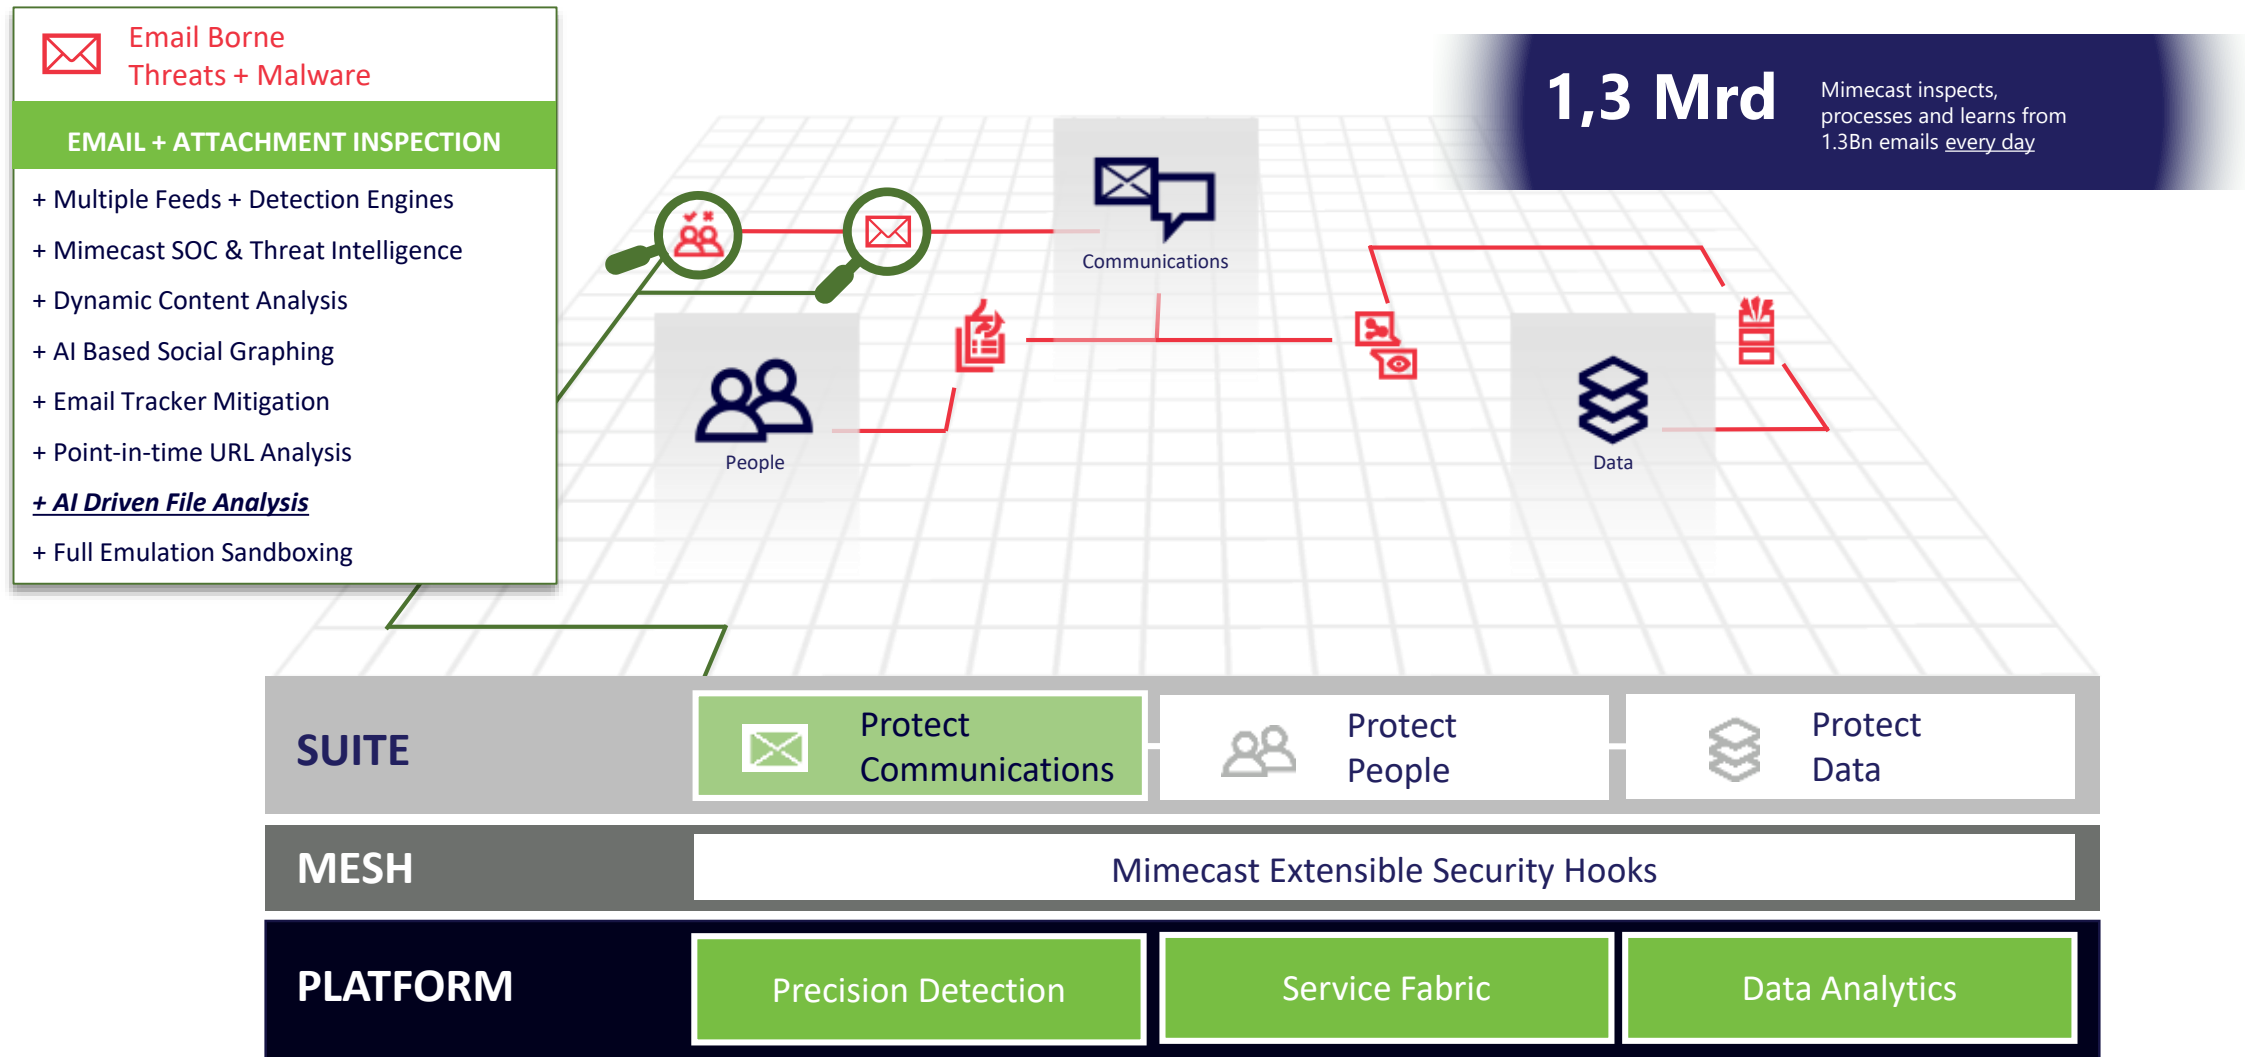 Email Borne
Threats + Malware
EMAIL + ATTACHMENT INSPECTION
+ Multiple Feeds + Detection Engines
+ Mimecast SOC & Threat Intelligence
+ Dynamic Content Analysis
+ AI Based Social Graphing
+ Email Tracker Mitigation
+ Point-in-time URL Analysis
+ AI Driven File Analysis
+ Full Emulation Sandboxing
1,3 Mrd
Mimecast inspects,
processes and learns from
1.3Bn emails every day
Communications
People
Data
SUITE
Protect
Communications
Protect
People
Protect
Data
MESH
Mimecast Extensible Security Hooks
PLATFORM
Precision Detection
Service Fabric
Data Analytics